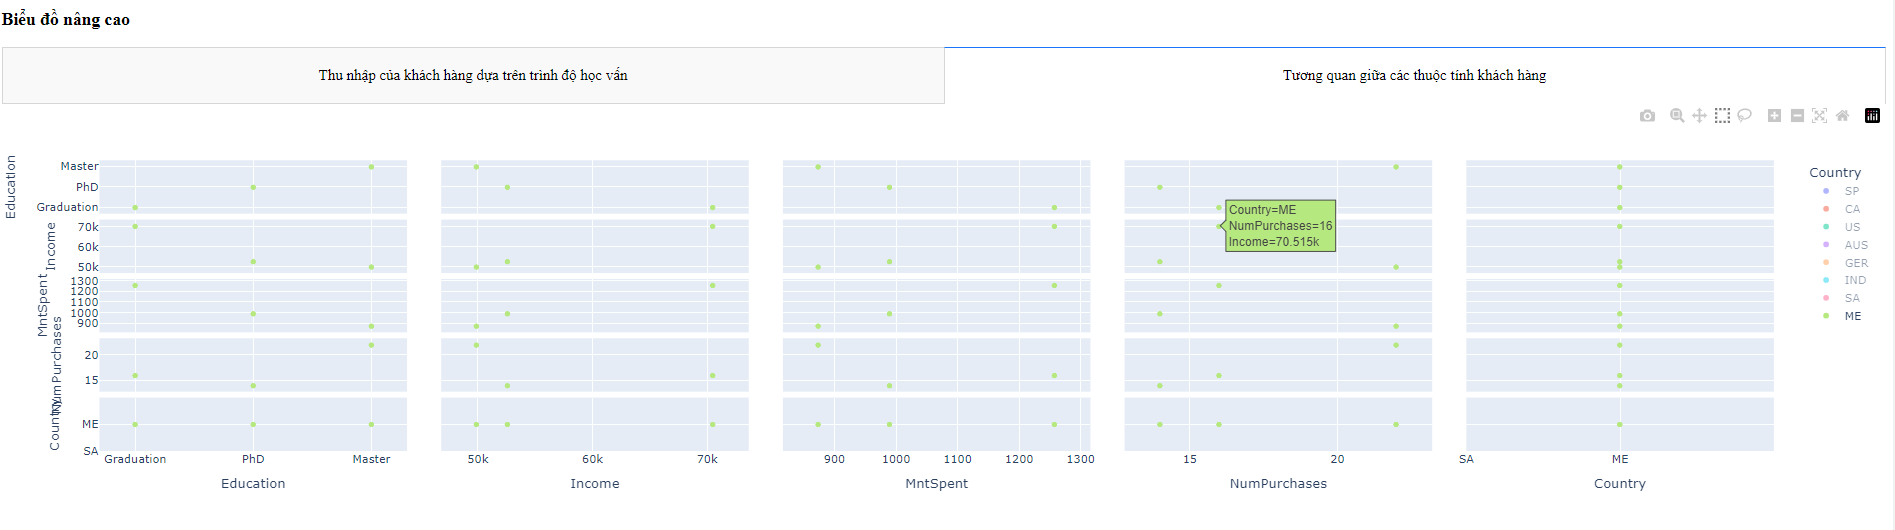 Biểu đồ nâng cao
Thu nhập của khách hàng dựa trên trình độ học vấn
Tương quan giữa các thuộc tính khách hàng
Education
Master
PhD
Graduation
Income
70k
60k
50k
MntSpent
1300
1200
1100
1000
900
NumPurchases
20
15
Country
ME
SA
Graduation PhD Master
50k 60k 70k
900 1000 1100 1200 1300
15 20
SA ME
Education
Income
MntSpent
NumPurchases
Country
Country=ME
NumPurchases=16
Income=70.515k
Country
SP
CA
US
AUS
GER
IND
SA
ME